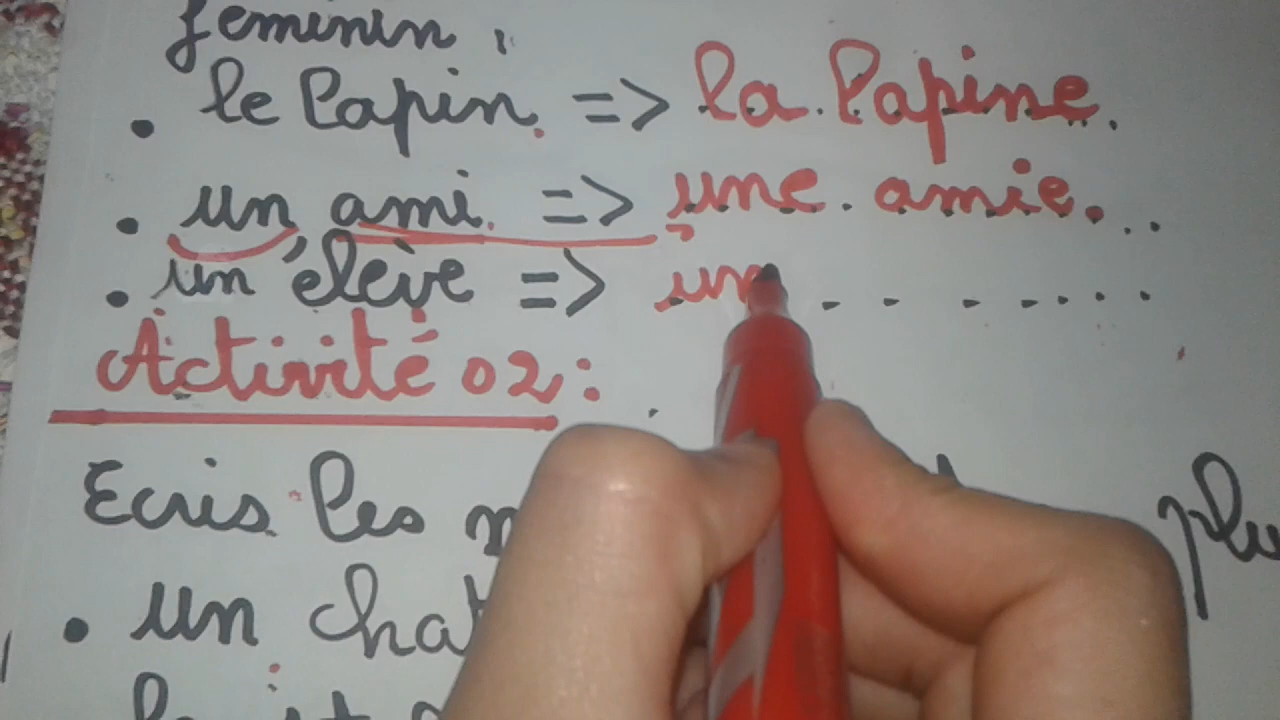 féminin :
• le lapin. => la lapine.
• un ami. => une amie.
• un élève => un
Activité 02 :
Ecris les
• un chat